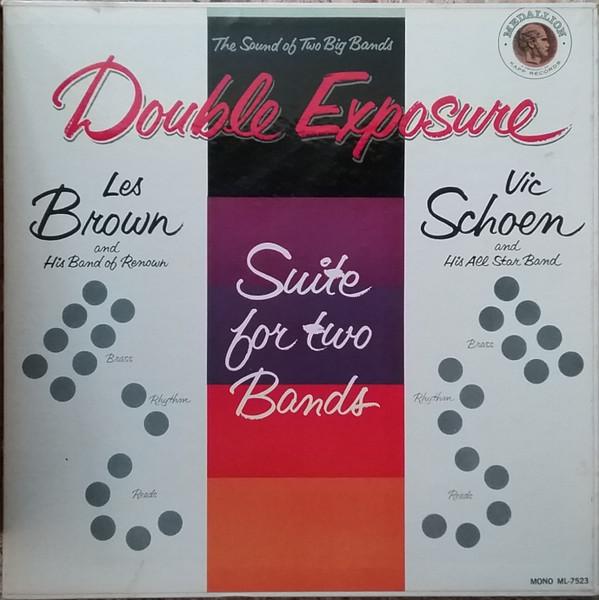 The Sound of Two Big Bands
MEDALLION
KAPP RECORDS
Double Exposure
Les
Brown
and
His Band of Renown
Vic
Schoen
and
His All Star Band
Suite
for two
Bands
Brass
Rhythm
Reeds
Brass
Rhythm
Reeds
MONO ML-7523